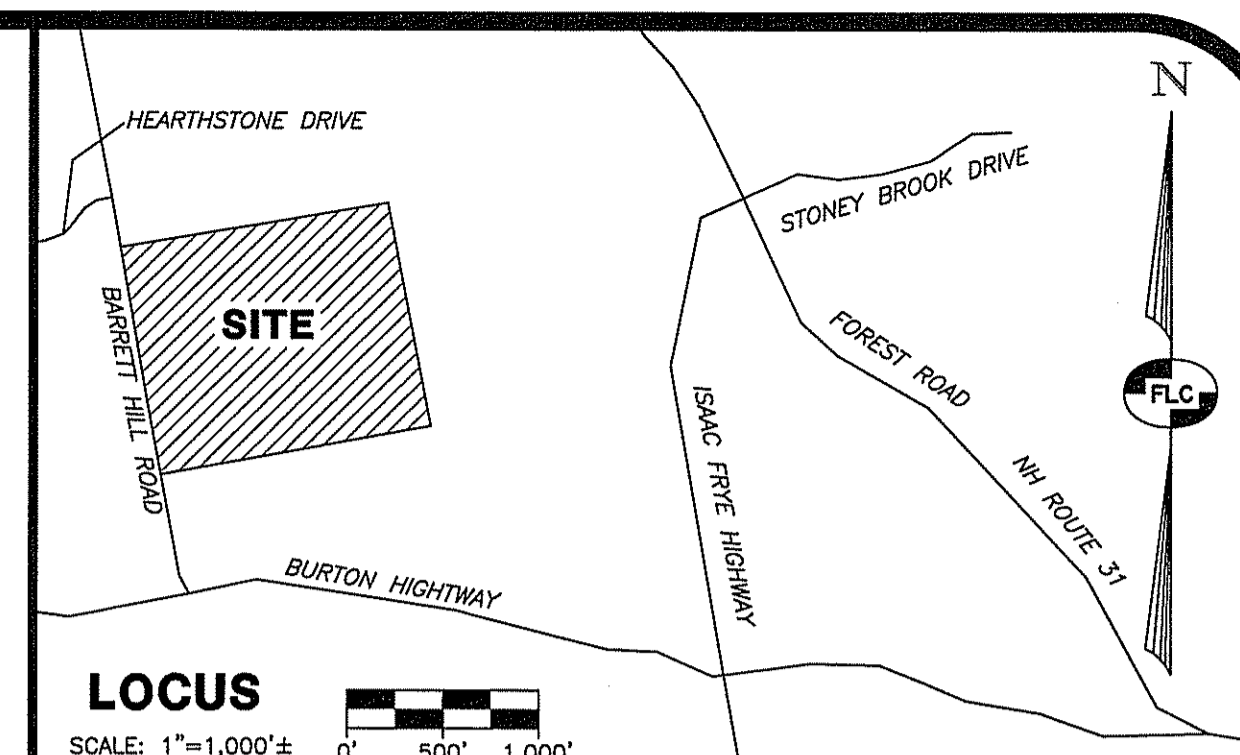 N
HEARTHSTONE DRIVE
STONEY BROOK DRIVE
SITE
BARRETT HILL ROAD
FOREST ROAD
FLC
ISAAC FRYE HIGHWAY
NH ROUTE 31
BURTON HIGHTWAY
LOCUS
SCALE: 1"=1,000'±
0' 500' 1,000'